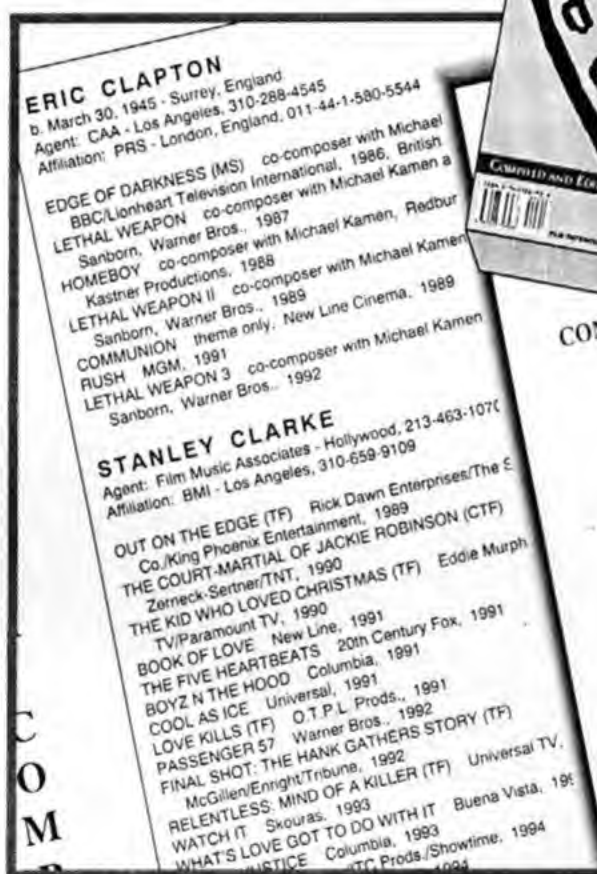 ERIC CLAPTON
b. March 30, 1945 - Surrey, England
Agent: CAA - Los Angeles, 310-288-4545
Affiliation: PRS - London, England, 011-44-1-580-5544
EDGE OF DARKNESS (MS) co-composer with Michael
BBC/Lionheart Television International, 1986, British
LETHAL WEAPON co-composer with Michael Kamen a
Sanborn, Warner Bros., 1987
HOMEBOY co-composer with Michael Kamen, Redbur
Kastner Productions, 1988
LETHAL WEAPON II co-composer with Michael Kamen
Sanborn, Warner Bros., 1989
COMMUNION theme only, New Line Cinema, 1989
RUSH MGM, 1991
LETHAL WEAPON 3 co-composer with Michael Kamen
Sanborn, Warner Bros., 1992
STANLEY CLARKE
Agent: Film Music Associates - Hollywood, 213-463-107
Affiliation: BMI - Los Angeles, 310-659-9109
OUT ON THE EDGE (TF) Rick Dawn Enterprises/The S
Co./King Phoenix Entertainment, 1989
THE COURT-MARTIAL OF JACKIE ROBINSON (CTF)
Zerneck-Sertner/TNT, 1990
THE KID WHO LOVED CHRISTMAS (TF) Eddie Murph
TV/Paramount TV, 1990
BOOK OF LOVE New Line, 1991
THE FIVE HEARTBEATS 20th Century Fox, 1991
BOYZ N THE HOOD Columbia, 1991
COOL AS ICE Universal, 1991
LOVE KILLS (TF) O.T.P.L. Prods., 1991
PASSENGER 57 Warner Bros., 1992
FINAL SHOT: THE HANK GATHERS STORY (TF)
McGillen/Enright/Tribune, 1992
RELENTLESS: MIND OF A KILLER (TF) Universal TV,
WATCH IT Skouras, 1993
WHAT'S LOVE GOT TO DO WITH IT Buena Vista, 19
JUSTICE Columbia, 1993
Prods./Showtime, 1994
1994
C
O
M
COMPILED AND
CO